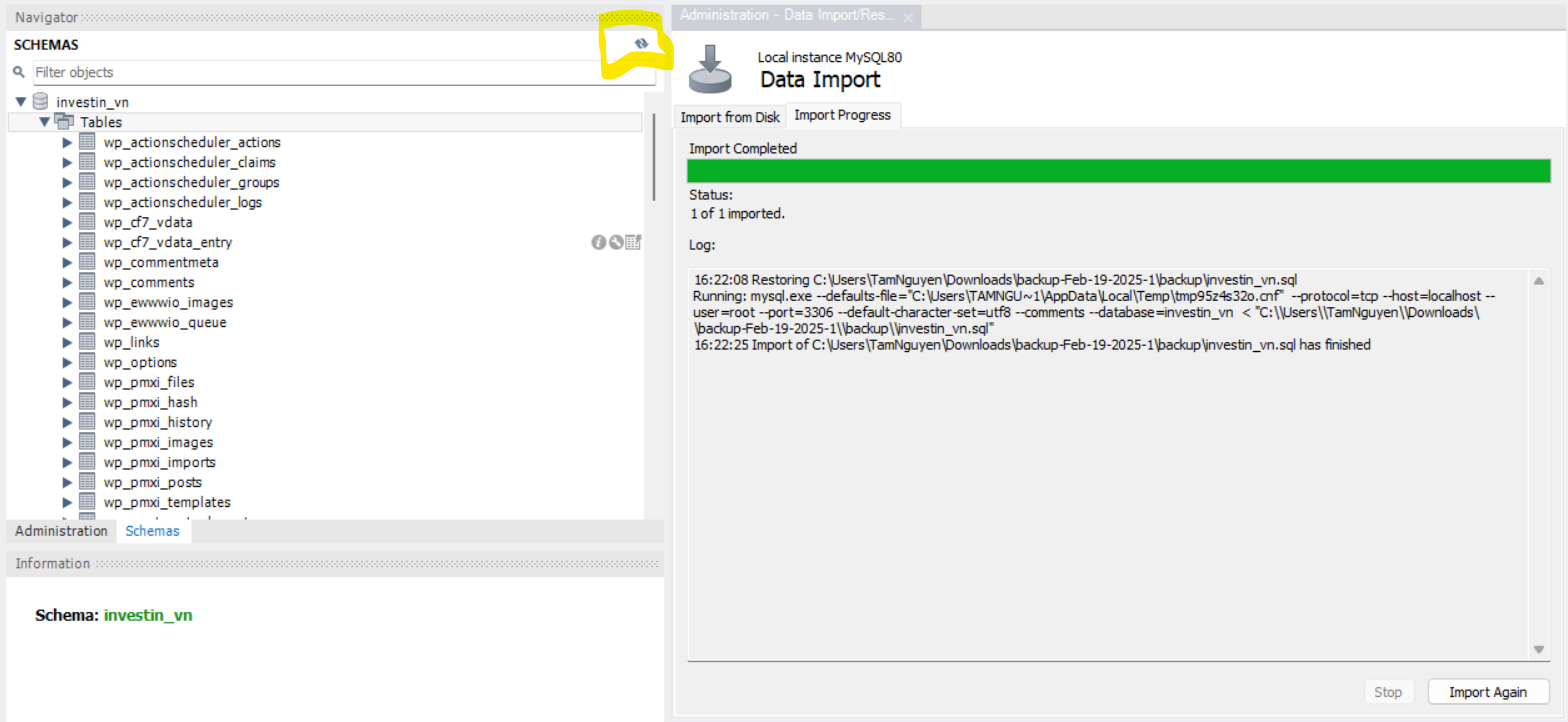 Navigator
SCHEMAS
Filter objects
investin_vn
Tables
wp_actionscheduler_actions
wp_actionscheduler_claims
wp_actionscheduler_groups
wp_actionscheduler_logs
wp_cf7_vdata
wp_cf7_vdata_entry
wp_commentmeta
wp_comments
wp_ewwwio_images
wp_ewwwio_queue
wp_links
wp_options
wp_pmxi_files
wp_pmxi_hash
wp_pmxi_history
wp_pmxi_images
wp_pmxi_imports
wp_pmxi_posts
wp_pmxi_templates
Administration Schemas
Information
Schema: investin_vn
Administration - Data Import/Res...
Local instance MySQL80
Data Import
Import from Disk Import Progress
Import Completed
Status:
1 of 1 imported.
Log:
16:22:08 Restoring C:\Users\TamNguyen\Downloads\backup-Feb-19-2025-1\backup\investin_vn.sql
Running: mysql.exe --defaults-file="C:\Users\TAMNGU~1\AppData\Local\Temp\tmp95z4s32o.cnf" --protocol=tcp --host=localhost --
user=root --port=3306 --default-character-set=utf8 --comments --database=investin_vn < "C:\\Users\\TamNguyen\\Downloads\
\backup-Feb-19-2025-1\\backup\\investin_vn.sql"
16:22:25 Import of C:\Users\TamNguyen\Downloads\backup-Feb-19-2025-1\backup\investin_vn.sql has finished
Stop Import Again